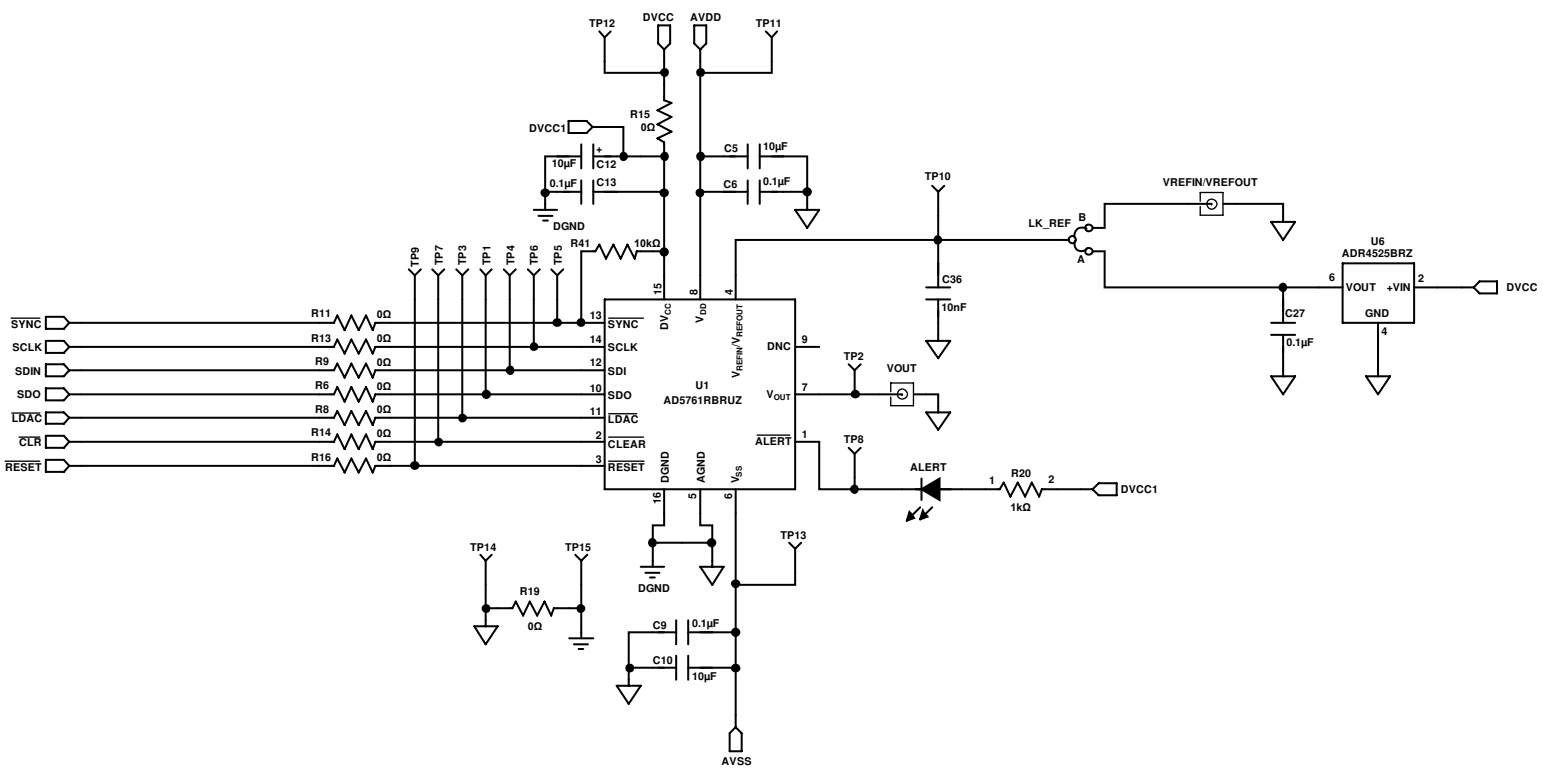 DVCC AVDD
TP12 TP11
R15
0Ω
DVCC1
+
10µF C12
C5 10µF
0.1µF C13
C6 0.1µF
DGND
TP10
VREFIN/VREFOUT
LK_REF B
A
U6
ADR4525BRZ
6 VOUT +VIN 2 DVCC
GND
4
C27
0.1µF
C36
10nF
R41 10kΩ
TP9 TP7 TP3 TP1 TP4 TP6 TP5
15 8 4
DVCC VDD VREFIN/VREFOUT
SYNC R11 0Ω 13 SYNC
SCLK R13 0Ω 14 SCLK
DNC 9
SDIN R9 0Ω 12 SDI
TP2 VOUT
SDO R6 0Ω 10 SDO
U1
AD5761RBRUZ
VOUT 7
LDAC R8 0Ω 11 LDAC
CLR R14 0Ω 2 CLEAR
ALERT 1
TP8
RESET R16 0Ω 3 RESET
DGND AGND VSS
16 5 6
ALERT
1 R20 2
1kΩ
DVCC1
DGND
TP13
TP14 TP15
R19
0Ω
C9 0.1µF
C10 10µF
AVSS